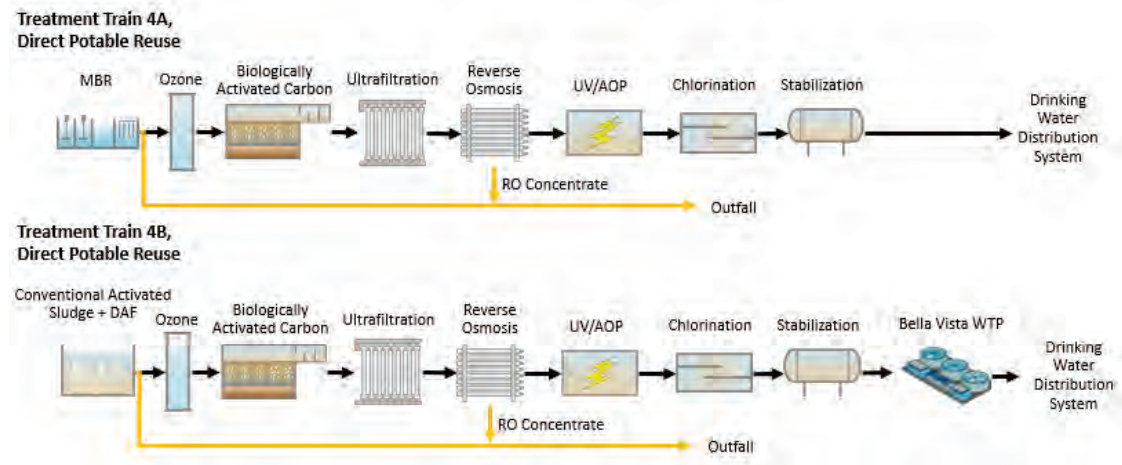 Treatment Train 4A,
Direct Potable Reuse
MBR
Ozone
Biologically
Activated Carbon
Ultrafiltration
Reverse
Osmosis
UV/AOP
Chlorination
Stabilization
Drinking
Water
Distribution
System
RO Concentrate
Outfall
Treatment Train 4B,
Direct Potable Reuse
Conventional Activated
Sludge + DAF
Ozone
Biologically
Activated Carbon
Ultrafiltration
Reverse
Osmosis
UV/AOP
Chlorination
Stabilization
Bella Vista WTP
Drinking
Water
Distribution
System
RO Concentrate
Outfall